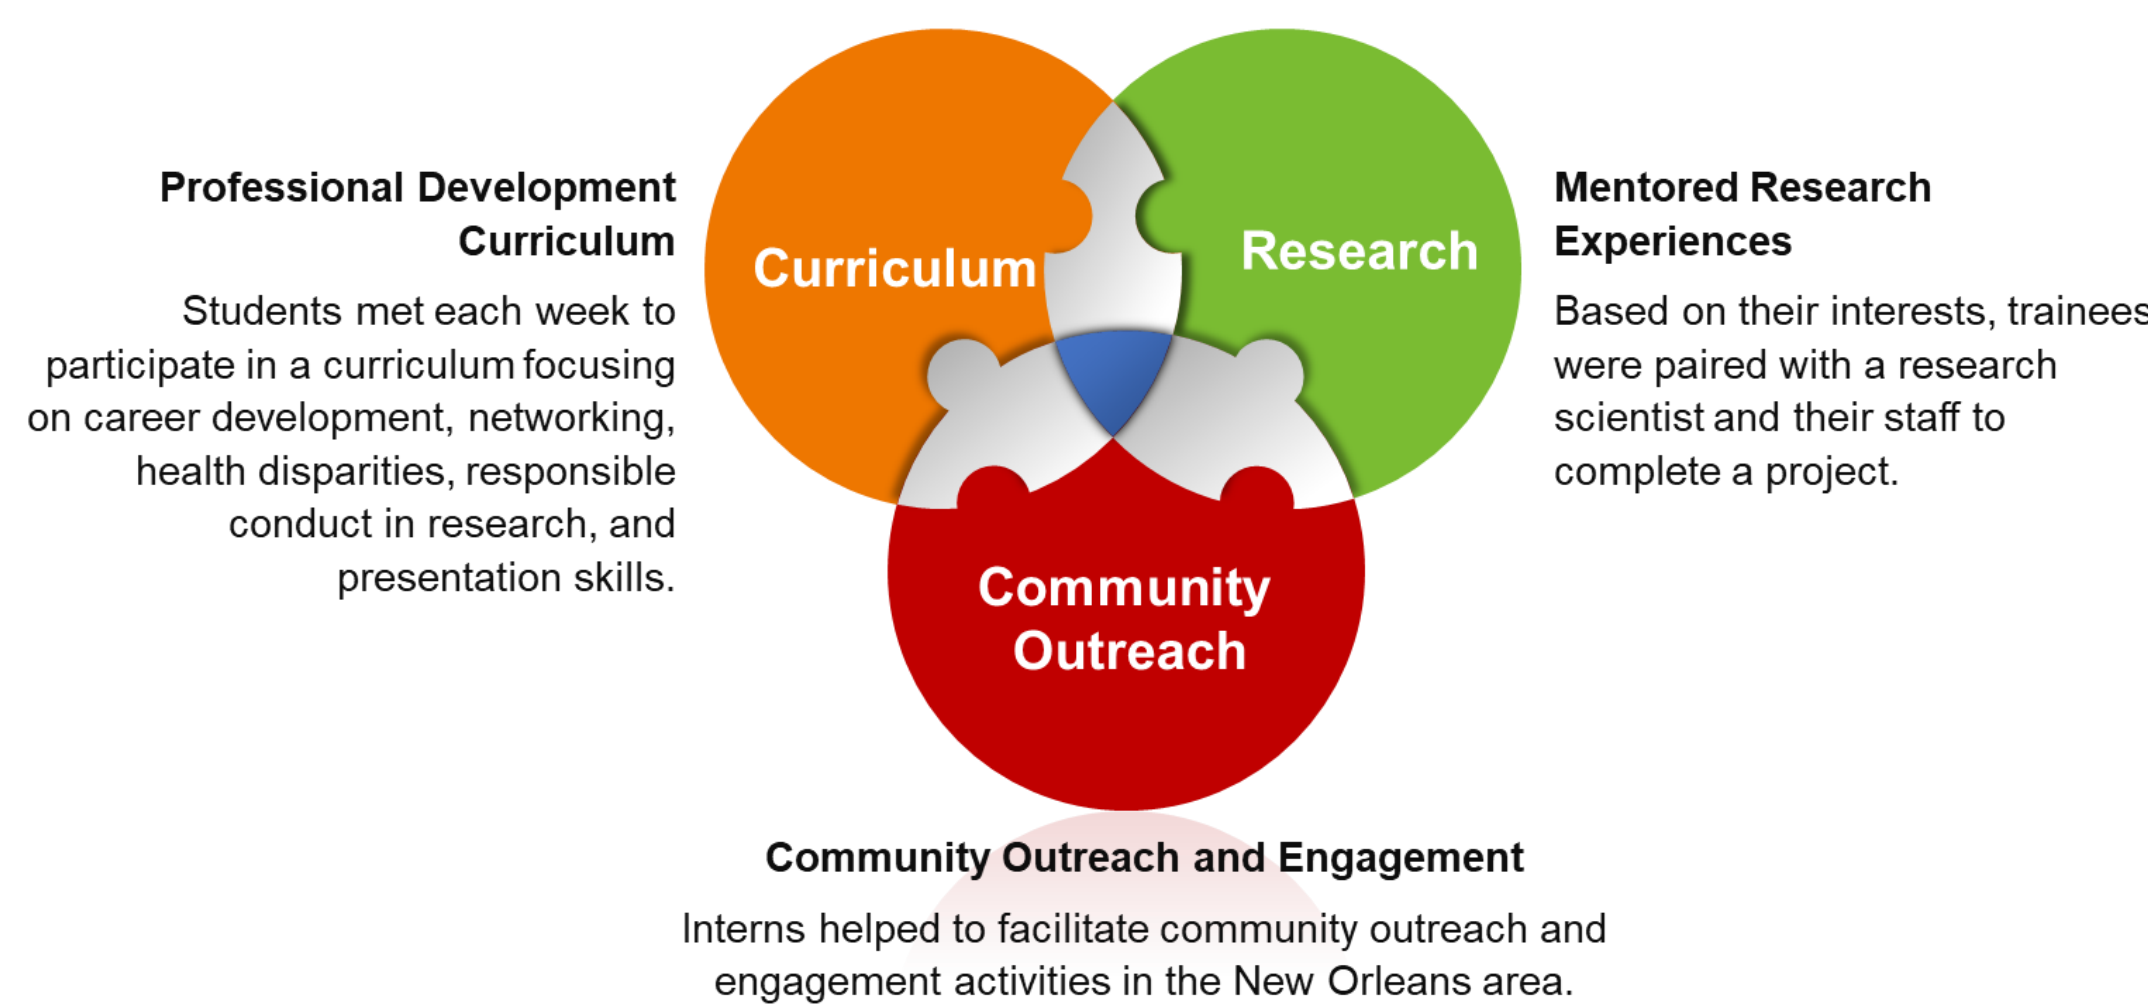 Professional Development
Curriculum
Students met each week to
participate in a curriculum focusing
on career development, networking,
health disparities, responsible
conduct in research, and
presentation skills.
Curriculum
Research
Community
Outreach
Mentored Research
Experiences
Based on their interests, trainees
were paired with a research
scientist and their staff to
complete a project.
Community Outreach and Engagement
Interns helped to facilitate community outreach and
engagement activities in the New Orleans area.